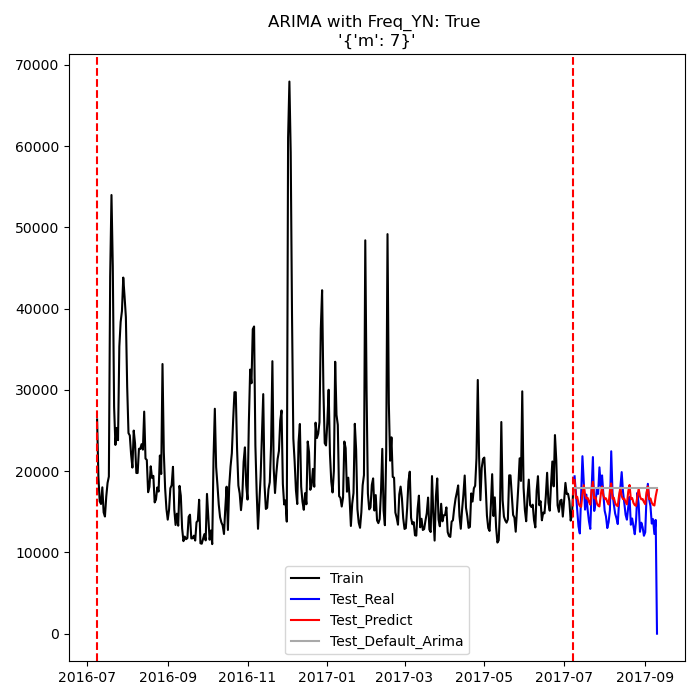 ARIMA with Freq_YN: True
'{'m': 7}'
70000
60000
50000
40000
30000
20000
10000
0
Train
Test_Real
Test_Predict
Test_Default_Arima
2016-07
2016-09
2016-11
2017-01
2017-03
2017-05
2017-07
2017-09